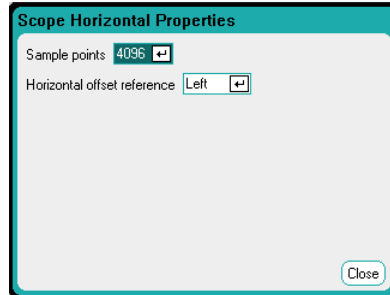 Scope Horizontal Properties
Sample points 4096
Horizontal offset reference Left
Close